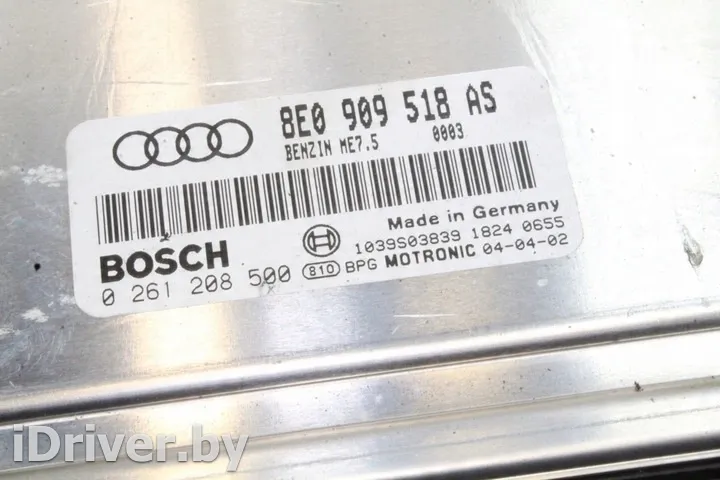 8E0 909 518 AS
BENZIN ME7.5 0003
Made in Germany
BOSCH 1039S03839 1824 0655
0 261 208 500 810 BPG MOTRONIC 04-04-02
iDriver.by